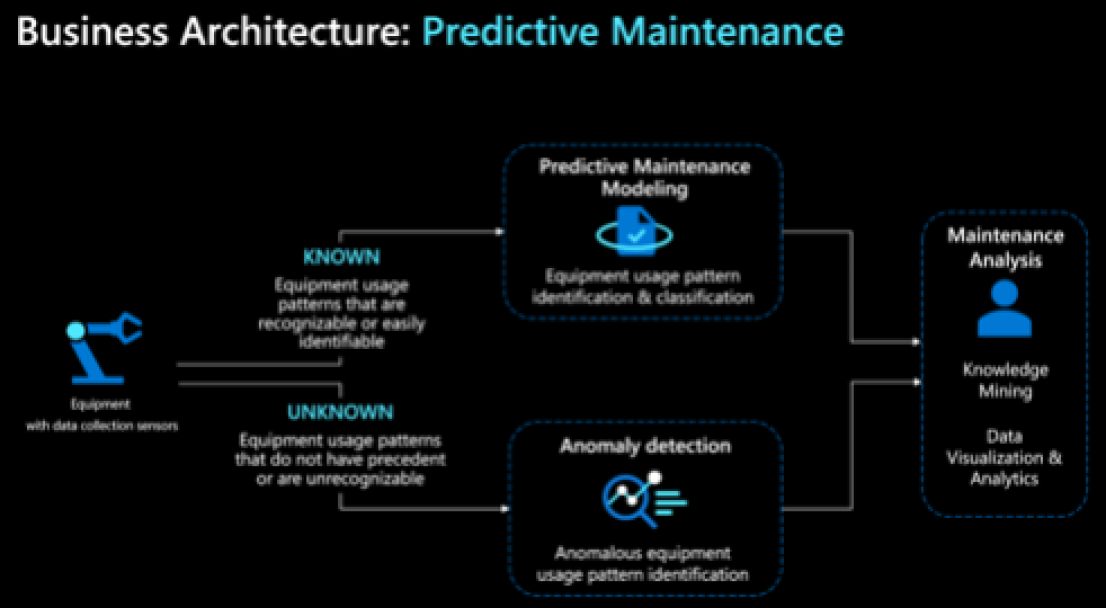 Business Architecture: Predictive Maintenance
Predictive Maintenance
Modeling
Equipment usage pattern
identification & classification
KNOWN
Equipment usage
patterns that are
recognizable or easily
identifiable
Equipment
with data collection sensors
UNKNOWN
Equipment usage patterns
that do not have precedent
or are unrecognizable
Anomaly detection
Anomalous equipment
usage pattern identification
Maintenance
Analysis
Knowledge
Mining
Data
Visualization &
Analytics